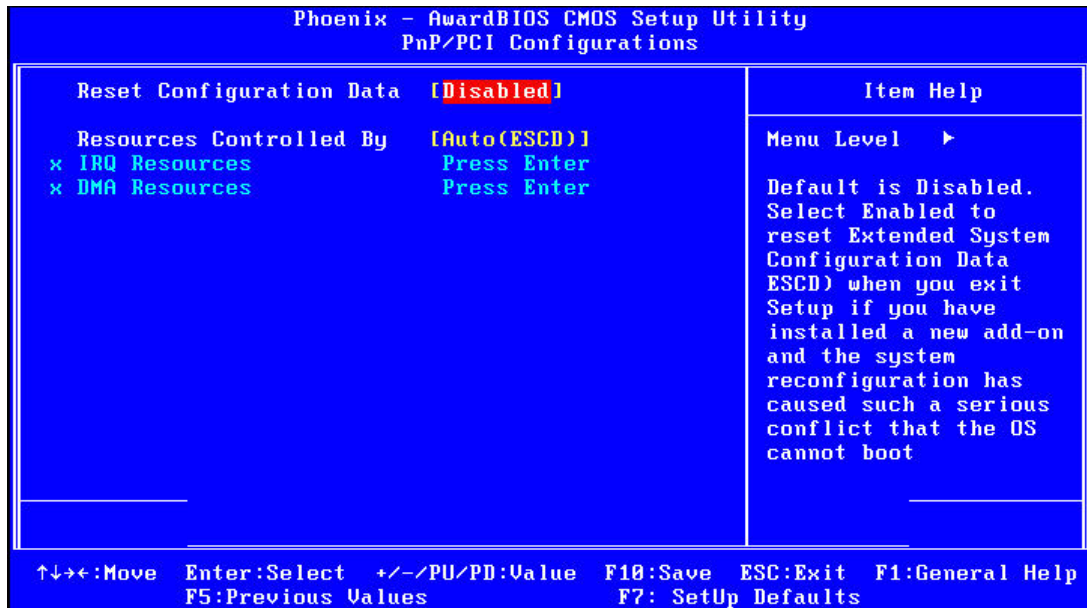 Phoenix - AwardBIOS CMOS Setup Utility
PnP/PCI Configurations
Reset Configuration Data [Disabled]
Resources Controlled By [Auto(ESCD)]
x IRQ Resources Press Enter
x DMA Resources Press Enter
Item Help
Menu Level ►
Default is Disabled.
Select Enabled to
reset Extended System
Configuration Data
ESCD) when you exit
Setup if you have
installed a new add-on
and the system
reconfiguration has
caused such a serious
conflict that the OS
cannot boot
↑↓→←:Move Enter:Select +/-/PU/PD:Value F10:Save ESC:Exit F1:General Help
F5:Previous Values F7: SetUp Defaults